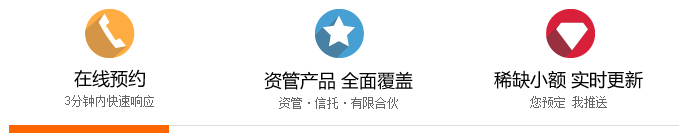 在线预约
3分钟内快速响应
资管产品 全面覆盖
资管·信托·有限合伙
稀缺小额 实时更新
您预定 我推送